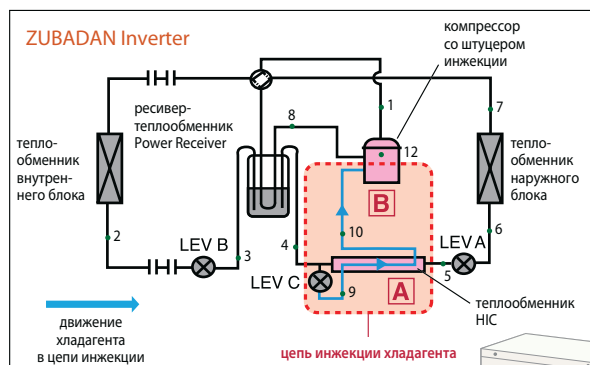 ZUBADAN Inverter
компрессор
со штуцером
инжекции
ресивер-
теплообменник
Power Receiver
8
1
7
12
тепло-
обменник
внутрен-
него блока
тепло-
обменник
наружного
блока
B
2
LEV B
3
4
10
LEV A
6
5
LEV C
9
A
теплообменник
HIC
движение
хладагента
в цепи инжекции
цепь инжекции хладагента